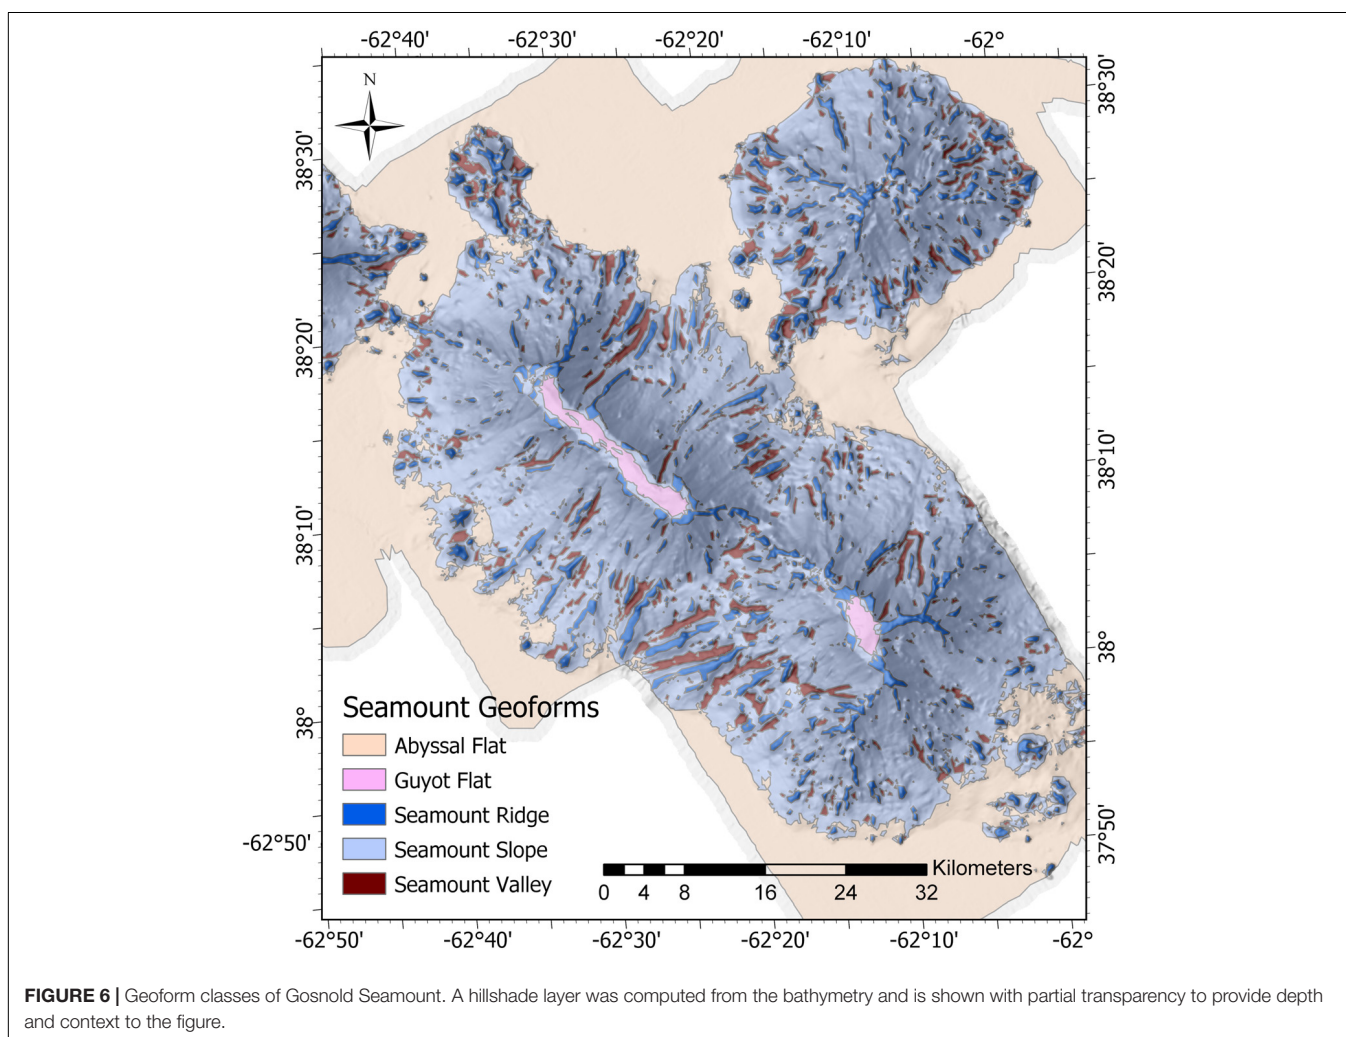 -62°40' -62°30' -62°20' -62°10' -62°
N
38°30'
38°20'
38°10'
38°
-62°50'
38°30'
38°20'
38°10'
38°
37°50'
Seamount Geoforms
Abyssal Flat
Guyot Flat
Seamount Ridge
Seamount Slope
Seamount Valley
Kilometers
0 4 8 16 24 32
-62°50' -62°40' -62°30' -62°20' -62°10' -62°
FIGURE 6 | Geoform classes of Gosnold Seamount. A hillshade layer was computed from the bathymetry and is shown with partial transparency to provide depth
and context to the figure.